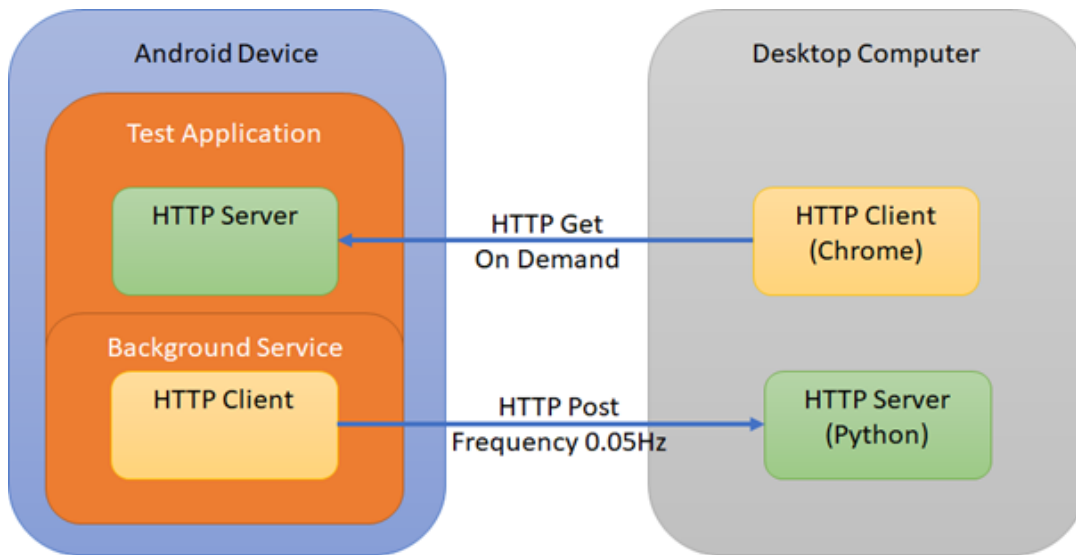 Android Device
Desktop Computer
Test Application
HTTP Server
HTTP Get
On Demand
HTTP Client
(Chrome)
Background Service
HTTP Client
HTTP Post
Frequency 0.05Hz
HTTP Server
(Python)